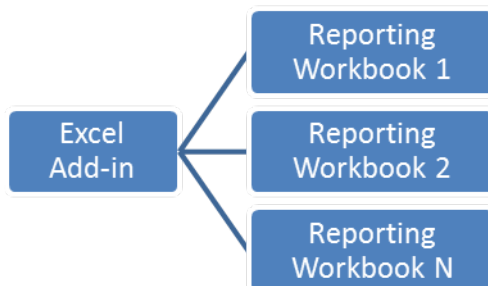 Excel
Add-in
Reporting
Workbook 1
Reporting
Workbook 2
Reporting
Workbook N